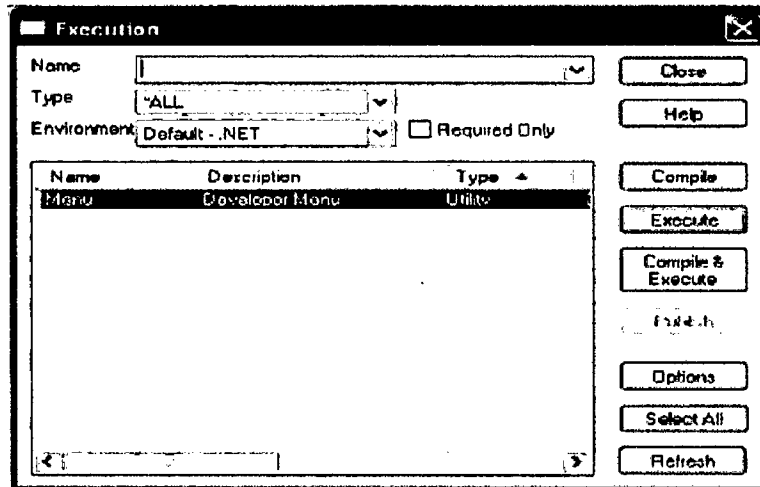 Execution
Name
Type *ALL
Environment Default - .NET Required Only
Name Description Type
Menu Developer Menu Utility
Close
Help
Compile
Execute
Compile &
Execute
Publish
Options
Select All
Refresh